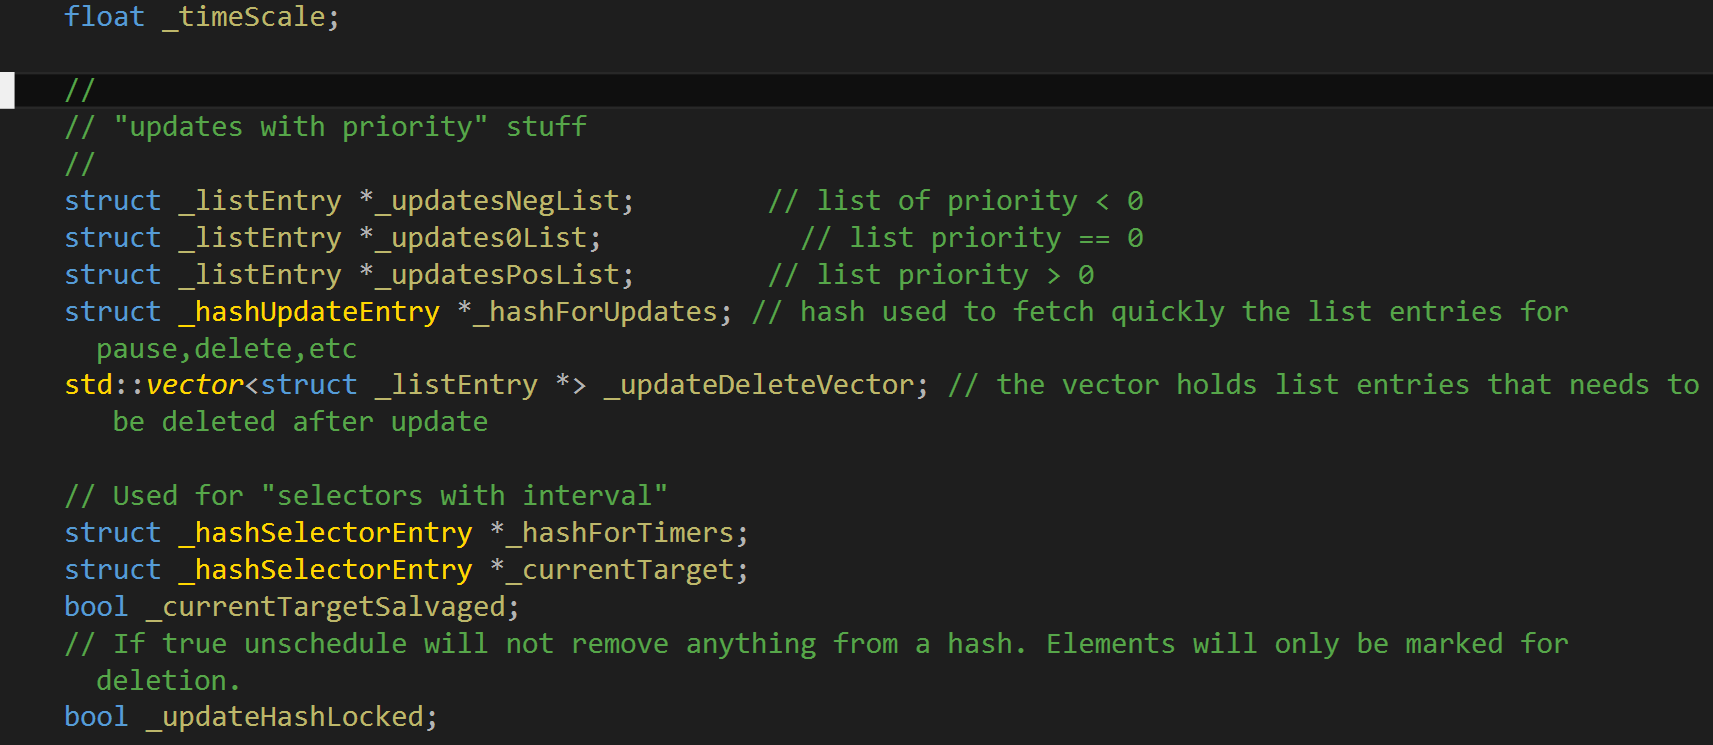 float _timeScale;
//
// "updates with priority" stuff
//
struct _listEntry *_updatesNegList;        // list of priority < 0
struct _listEntry *_updates0List;            // list priority == 0
struct _listEntry *_updatesPosList;        // list priority > 0
struct _hashUpdateEntry *_hashForUpdates; // hash used to fetch quickly the list entries for
pause,delete,etc
std::vector<struct _listEntry *> _updateDeleteVector; // the vector holds list entries that needs to
be deleted after update
// Used for "selectors with interval"
struct _hashSelectorEntry *_hashForTimers;
struct _hashSelectorEntry *_currentTarget;
bool _currentTargetSalvaged;
// If true unschedule will not remove anything from a hash. Elements will only be marked for
deletion.
bool _updateHashLocked;